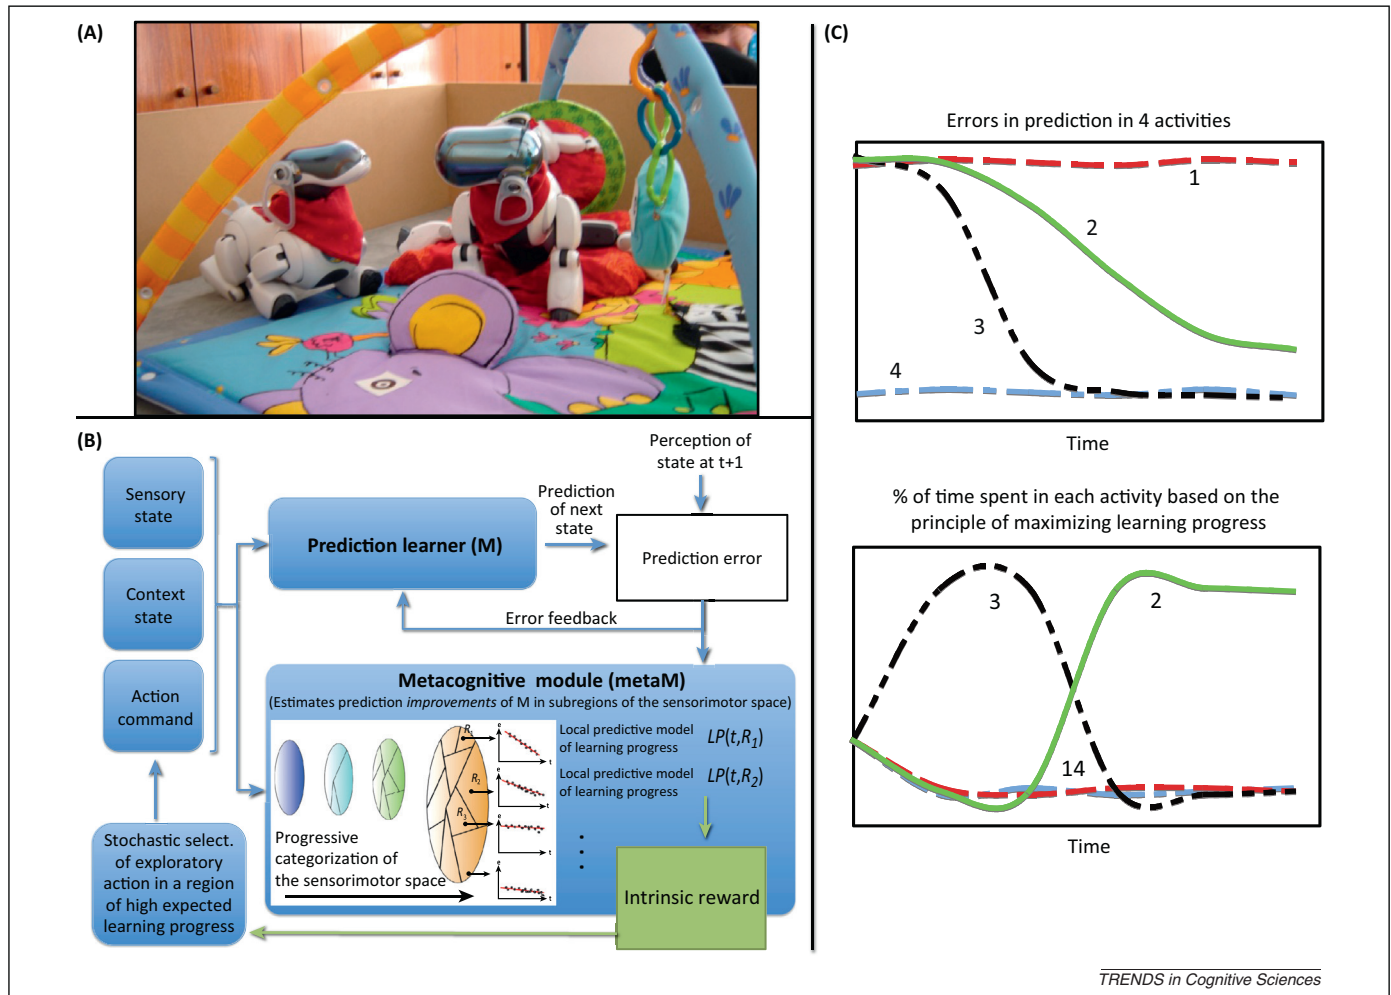 (A)
(B)
Sensory
state
Context
state
Action
command
Stochastic select.
of exploratory
action in a region
of high expected
learning progress
Prediction learner (M)
Prediction
of next
state
Perception of
state at t+1
Prediction error
Error feedback
Metacognitive module (metaM)
(Estimates prediction improvements of M in subregions of the sensorimotor space)
R1
R2
R3
e
t
e
t
e
t
e
t
Local predictive model
of learning progress
LP(t,R1)
Local predictive model
of learning progress
LP(t,R2)
Progressive
categorization of
the sensorimotor space
Intrinsic reward
(C)
Errors in prediction in 4 activities
1
2
3
4
Time
% of time spent in each activity based on the
principle of maximizing learning progress
3
2
14
Time
TRENDS in Cognitive Sciences